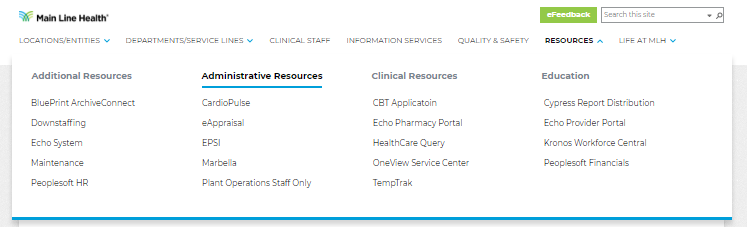 Main Line Health®
eFeedback
Search this site
LOCATIONS/ENTITIES DEPARTMENTS/SERVICE LINES CLINICAL STAFF INFORMATION SERVICES QUALITY & SAFETY RESOURCES LIFE AT MLH
Additional Resources Administrative Resources Clinical Resources Education
BluePrint ArchiveConnect CardioPulse CBT Applicatoin Cypress Report Distribution
Downstaffing eAppraisal Echo Pharmacy Portal Echo Provider Portal
Echo System EPSI HealthCare Query Kronos Workforce Central
Maintenance Marbella OneView Service Center Peoplesoft Financials
Peoplesoft HR Plant Operations Staff Only TempTrak